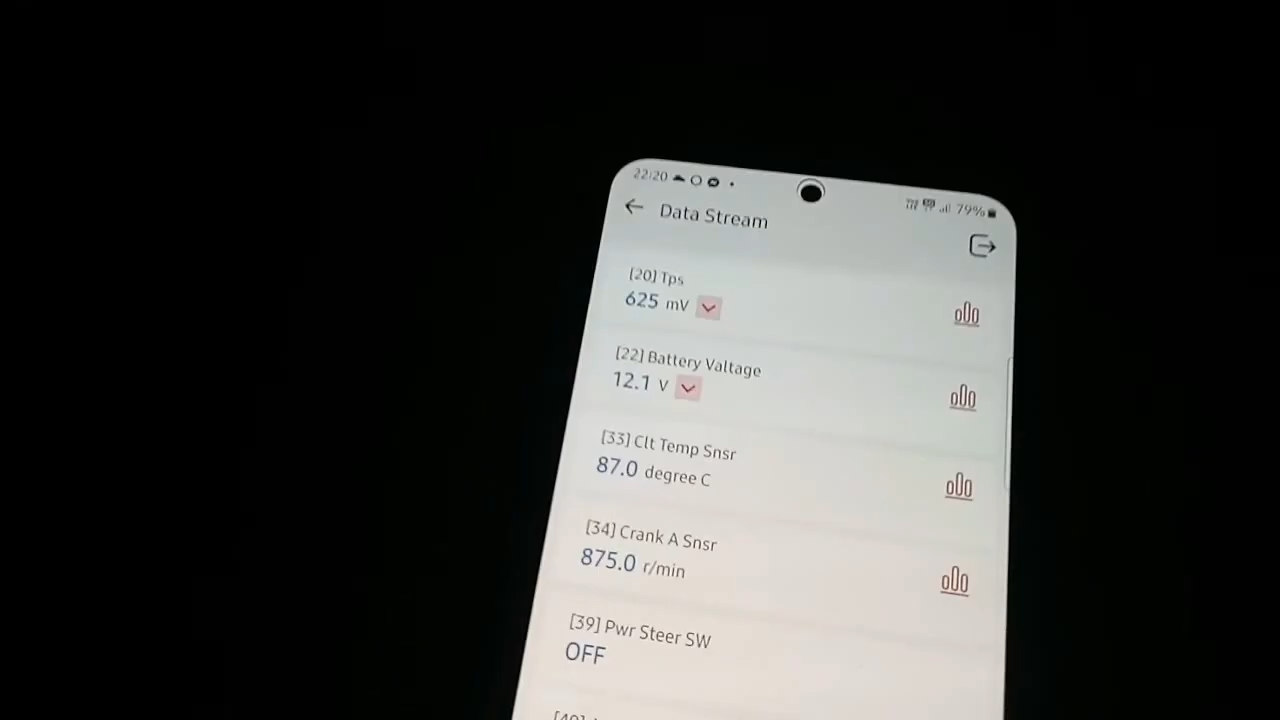 22:20
79%
Data Stream
[20] Tps
625 mV
[22] Battery Valtage
12.1 V
[33] Clt Temp Snsr
87.0 degree C
[34] Crank A Snsr
875.0 r/min
[39] Pwr Steer SW
OFF